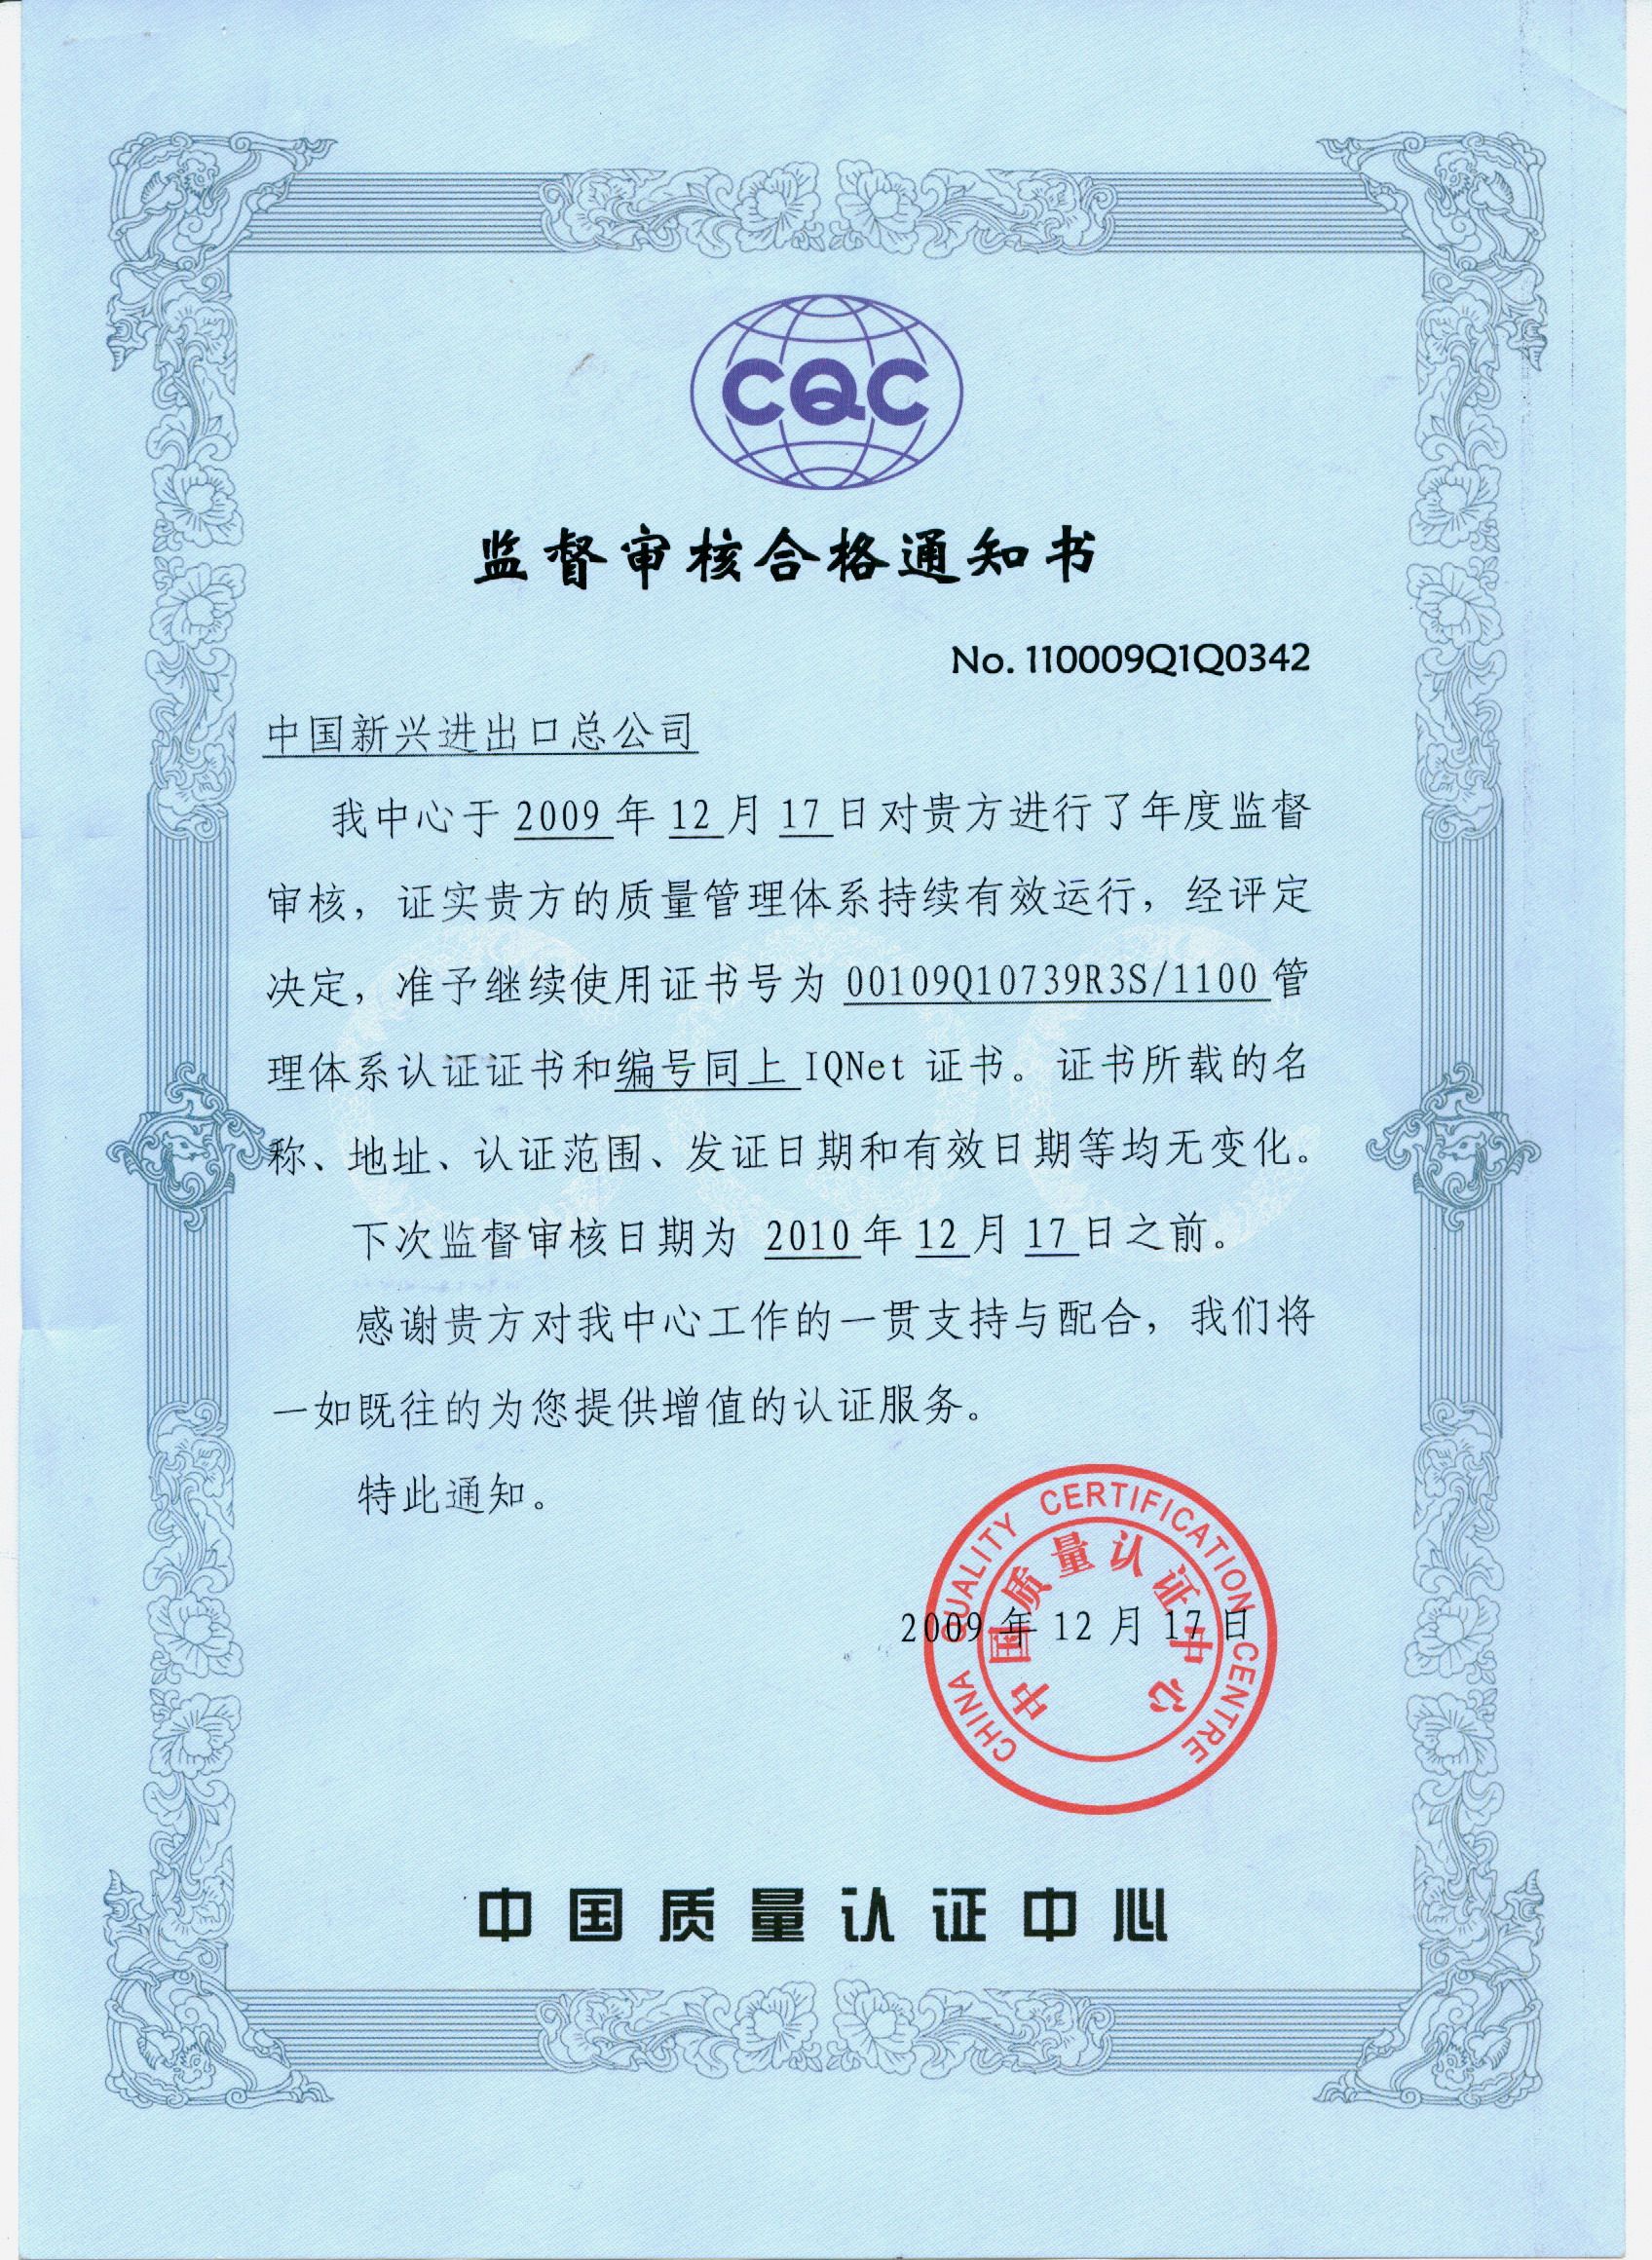 CQC
监督审核合格通知书
No. 110009Q1Q0342
中国新兴进出口总公司
我中心于 2009 年 12 月 17 日对贵方进行了年度监督
审核，证实贵方的质量管理体系持续有效运行，经评定
决定，准予继续使用证书号为 00109Q10739R3S/1100 管
理体系认证证书和编号同上 IQNet 证书。证书所载的名
称、地址、认证范围、发证日期和有效日期等均无变化。
下次监督审核日期为 2010 年 12 月 17 日之前。
感谢贵方对我中心工作的一贯支持与配合，我们将
一如既往的为您提供增值的认证服务。
特此通知。
CHINA QUALITY CERTIFICATION CENTRE
中国质量认证中心
2009 年 12 月 17 日
中国质量认证中心